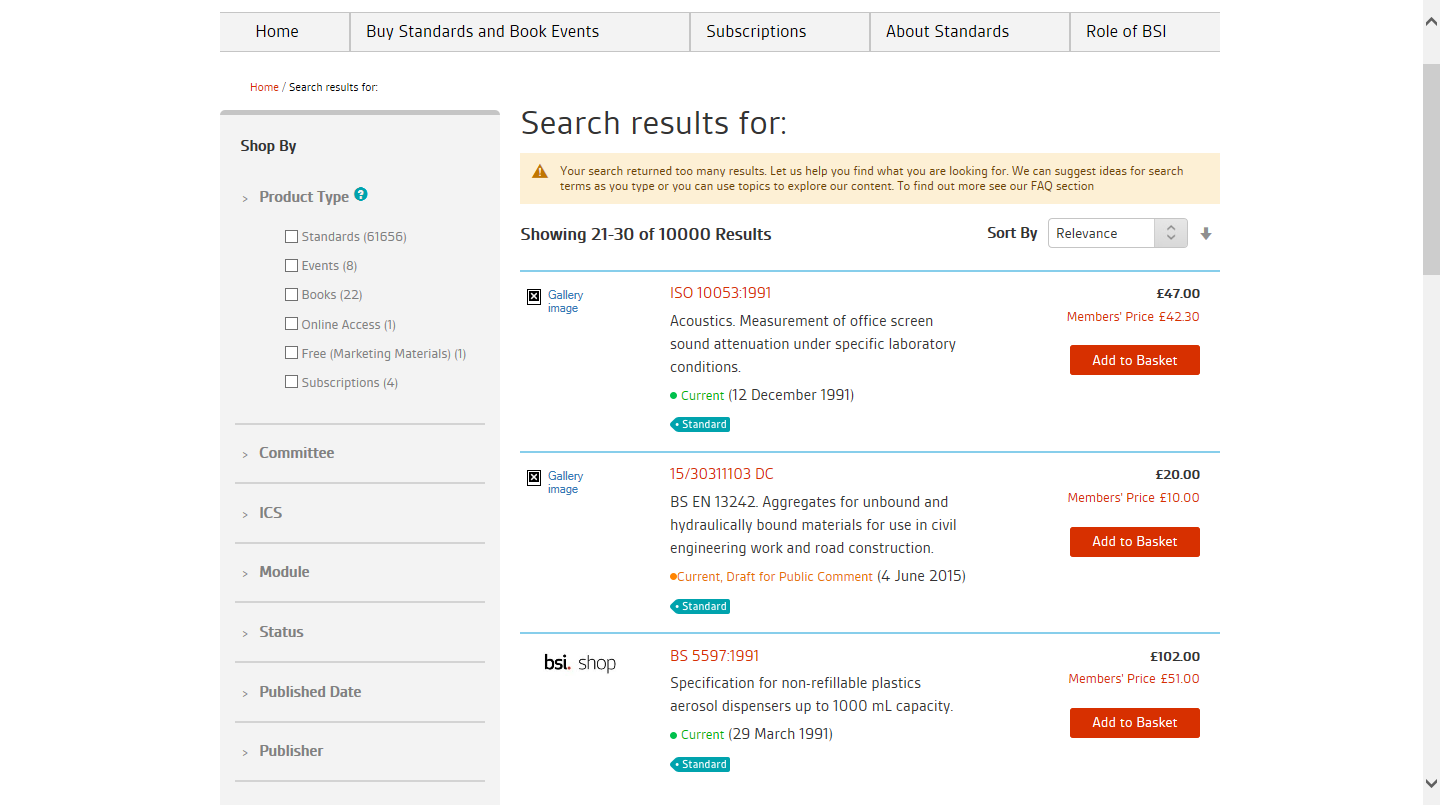 Home
Buy Standards and Book Events
Subscriptions
About Standards
Role of BSI
Home / Search results for:
Shop By
Product Type ?
Standards (61656)
Events (8)
Books (22)
Online Access (1)
Free (Marketing Materials) (1)
Subscriptions (4)
Committee
ICS
Module
Status
Published Date
Publisher
Search results for:
Your search returned too many results. Let us help you find what you are looking for. We can suggest ideas for search
terms as you type or you can use topics to explore our content. To find out more see our FAQ section
Showing 21-30 of 10000 Results
Sort By
Relevance
Gallery
image
ISO 10053:1991
Acoustics. Measurement of office screen
sound attenuation under specific laboratory
conditions.
Current (12 December 1991)
Standard
£47.00
Members' Price £42.30
Add to Basket
Gallery
image
15/30311103 DC
BS EN 13242. Aggregates for unbound and
hydraulically bound materials for use in civil
engineering work and road construction.
Current, Draft for Public Comment (4 June 2015)
Standard
£20.00
Members' Price £10.00
Add to Basket
bsi. shop
BS 5597:1991
Specification for non-refillable plastics
aerosol dispensers up to 1000 mL capacity.
Current (29 March 1991)
Standard
£102.00
Members' Price £51.00
Add to Basket